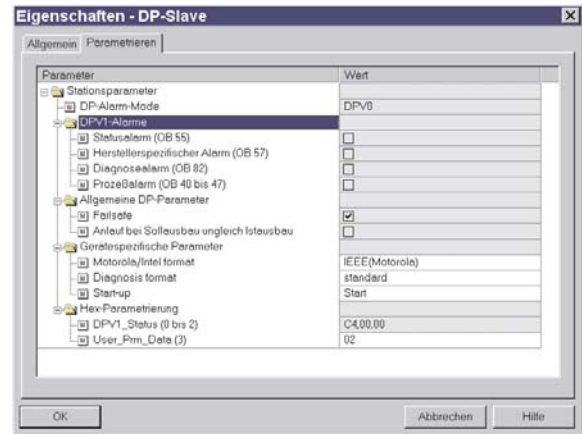 Eigenschaften - DP-Slave
Allgemein Parametrieren
Parameter Wert
Stationsparameter
DP-Alarm-Mode DPV0
DPV1-Alarme
Statusalarm (OB 55)
Herstellerspezifischer Alarm (OB 57)
Diagnosealarm (OB 82)
Prozeßalarm (OB 40 bis 47)
Allgemeine DP-Parameter
Failsafe
Anlauf bei Sollausbau ungleich Istausbau
Gerätespezifische Parameter
Motorola/Intel format IEEE(Motorola)
Diagnosis format standard
Start-up Start
Hex-Parametrierung
DPV1_Status (0 bis 2) C4,00,00
User_Prm_Data (3) 02
OK Abbrechen Hilfe